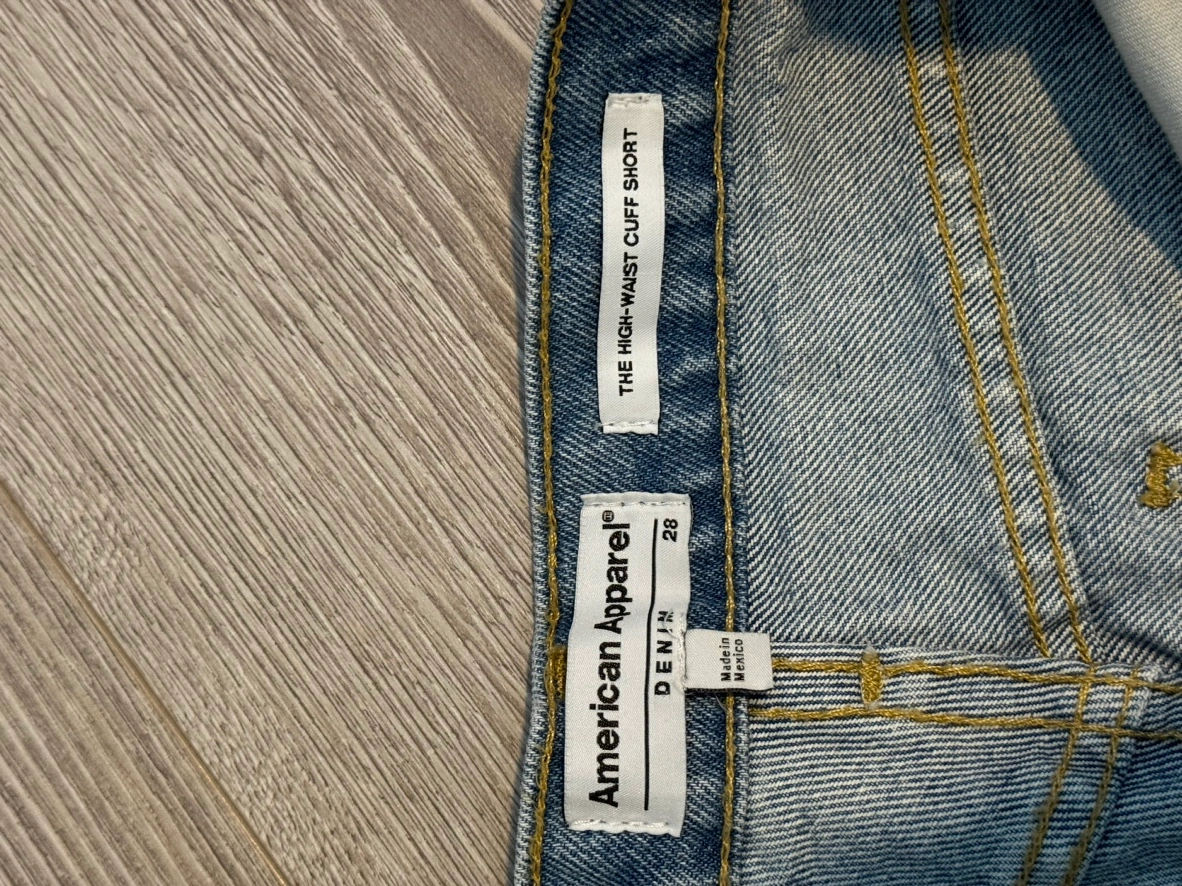 THE HIGH-WAIST CUFF SHORT
American Apparel®
DENIM 28
Made in
Mexico